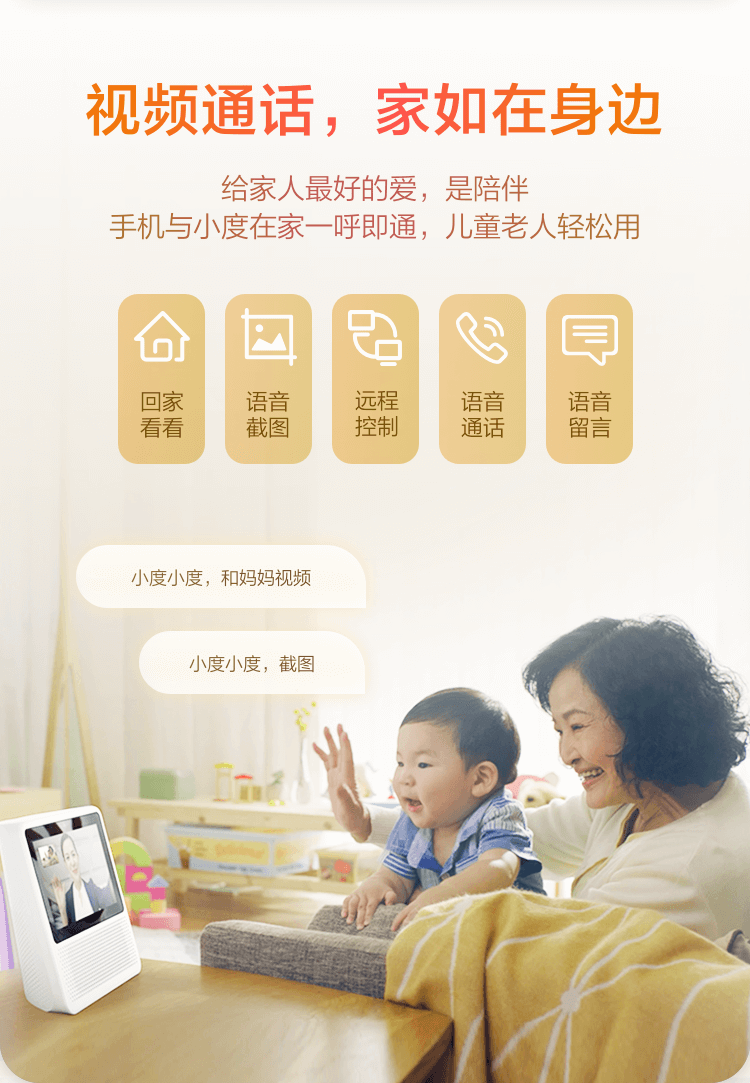 视频通话，家如在身边
给家人最好的爱，是陪伴
手机与小度在家一呼即通，儿童老人轻松用
回家
看看
语音
截图
远程
控制
语音
通话
语音
留言
小度小度，和妈妈视频
小度小度，截图